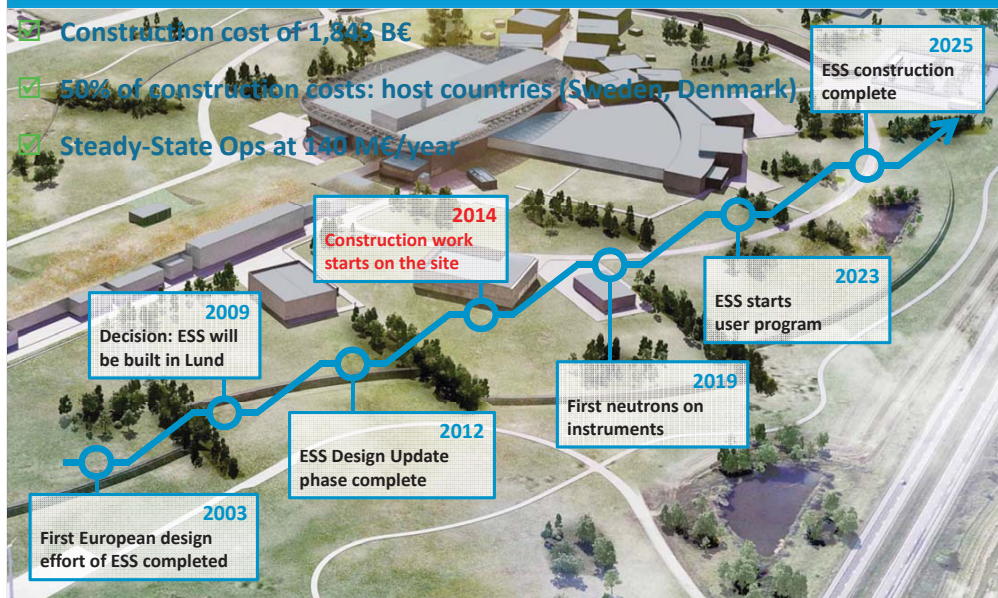 Construction cost of 1,843 B€
50% of construction costs: host countries (Sweden, Denmark)
Steady-State Ops at 140 M€/year
2025
ESS construction
complete
2014
Construction work
starts on the site
2023
ESS starts
user program
2009
Decision: ESS will
be built in Lund
2019
First neutrons on
instruments
2012
ESS Design Update
phase complete
2003
First European design
effort of ESS completed